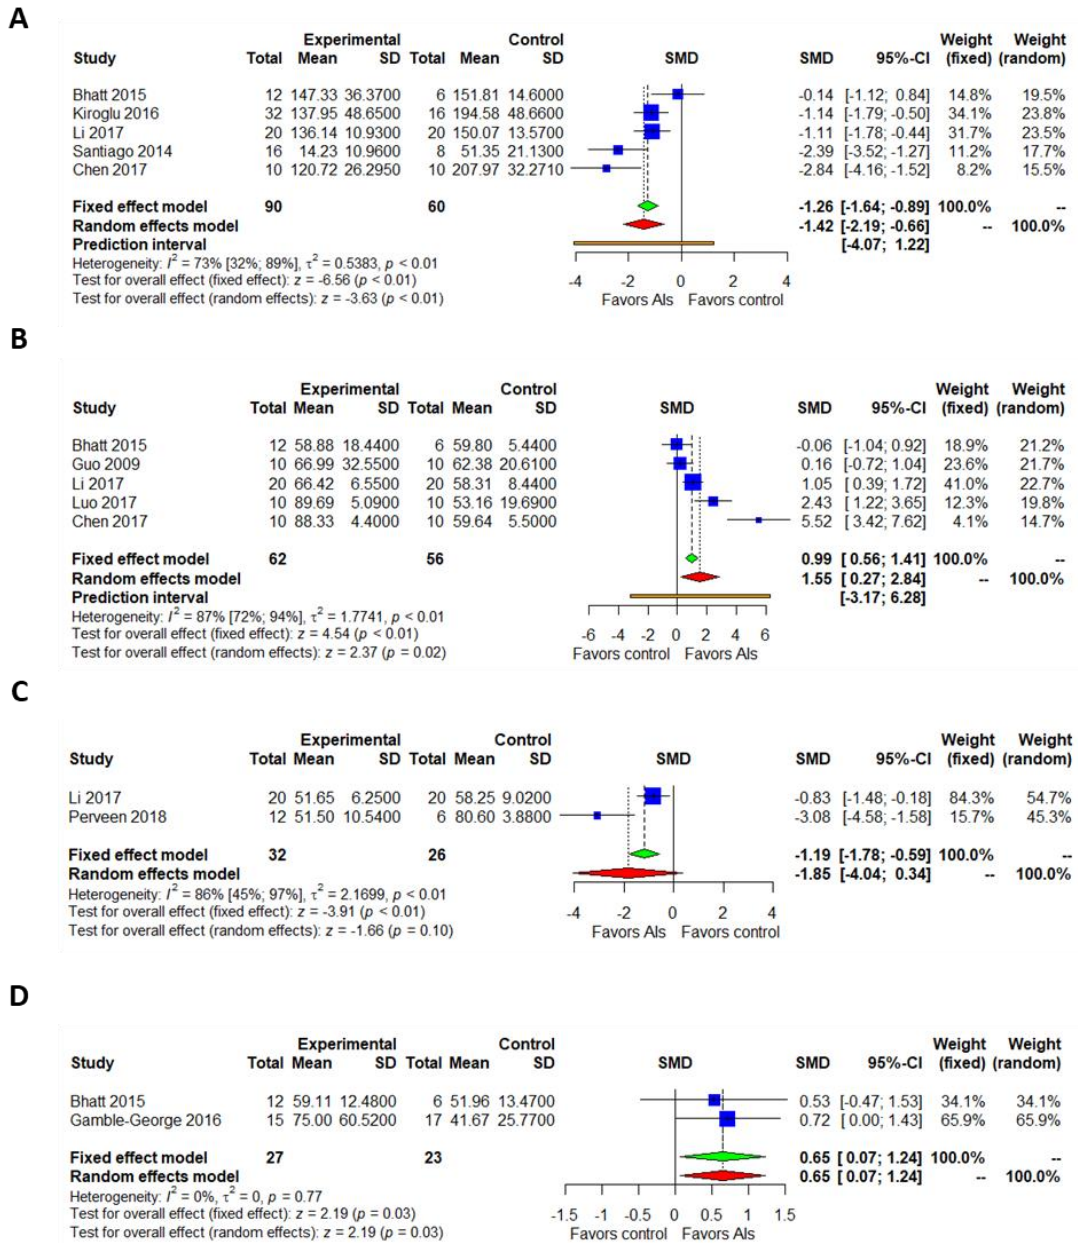 A
Experimental Control Weight Weight
Study Total Mean SD Total Mean SD SMD SMD 95%-CI (fixed) (random)
Bhatt 2015 12 147.33 36.3700 6 151.81 14.6000 -0.14 [-1.12; 0.84] 14.8% 19.5%
Kiroglu 2016 32 137.95 48.6500 16 194.58 48.6600 -1.14 [-1.79; -0.50] 34.1% 23.8%
Li 2017 20 136.14 10.9300 20 150.07 13.5700 -1.11 [-1.78; -0.44] 31.7% 23.5%
Santiago 2014 16 14.23 10.9600 8 51.35 21.1300 -2.39 [-3.52; -1.27] 11.2% 17.7%
Chen 2017 10 120.72 26.2950 10 207.97 32.2710 -2.84 [-4.16; -1.52] 8.2% 15.5%
Fixed effect model 90 60 -1.26 [-1.64; -0.89] 100.0% --
Random effects model -1.42 [-2.19; -0.66] -- 100.0%
Prediction interval [-4.07; 1.22]
Heterogeneity: I² = 73% [32%; 89%], τ² = 0.5383, p < 0.01
Test for overall effect (fixed effect): z = -6.56 (p < 0.01) -4 -2 0 2 4
Test for overall effect (random effects): z = -3.63 (p < 0.01) Favors AIs Favors control
B
Experimental Control Weight Weight
Study Total Mean SD Total Mean SD SMD SMD 95%-CI (fixed) (random)
Bhatt 2015 12 58.88 18.4400 6 59.80 5.4400 -0.06 [-1.04; 0.92] 18.9% 21.2%
Guo 2009 10 66.99 32.5500 10 62.38 20.6100 0.16 [-0.72; 1.04] 23.6% 21.7%
Li 2017 20 66.42 6.5500 20 58.31 8.4400 1.05 [ 0.39; 1.72] 41.0% 22.7%
Luo 2017 10 89.69 5.0900 10 53.16 19.6900 2.43 [ 1.22; 3.65] 12.3% 19.8%
Chen 2017 10 88.33 4.4000 10 59.64 5.5000 5.52 [ 3.42; 7.62] 4.1% 14.7%
Fixed effect model 62 56 0.99 [ 0.56; 1.41] 100.0% --
Random effects model 1.55 [ 0.27; 2.84] -- 100.0%
Prediction interval [-3.17; 6.28]
Heterogeneity: I² = 87% [72%; 94%], τ² = 1.7741, p < 0.01
Test for overall effect (fixed effect): z = 4.54 (p < 0.01) -6 -4 -2 0 2 4 6
Test for overall effect (random effects): z = 2.37 (p = 0.02) Favors control Favors AIs
C
Experimental Control Weight Weight
Study Total Mean SD Total Mean SD SMD SMD 95%-CI (fixed) (random)
Li 2017 20 51.65 6.2500 20 58.25 9.0200 -0.83 [-1.48; -0.18] 84.3% 54.7%
Perveen 2018 12 51.50 10.5400 6 80.60 3.8800 -3.08 [-4.58; -1.58] 15.7% 45.3%
Fixed effect model 32 26 -1.19 [-1.78; -0.59] 100.0% --
Random effects model -1.85 [-4.04; 0.34] -- 100.0%
Heterogeneity: I² = 86% [45%; 97%], τ² = 2.1699, p < 0.01
Test for overall effect (fixed effect): z = -3.91 (p < 0.01) -4 -2 0 2 4
Test for overall effect (random effects): z = -1.66 (p = 0.10) Favors AIs Favors control
D
Experimental Control Weight Weight
Study Total Mean SD Total Mean SD SMD SMD 95%-CI (fixed) (random)
Bhatt 2015 12 59.11 12.4800 6 51.96 13.4700 0.53 [-0.47; 1.53] 34.1% 34.1%
Gamble-George 2016 15 75.00 60.5200 17 41.67 25.7700 0.72 [ 0.00; 1.43] 65.9% 65.9%
Fixed effect model 27 23 0.65 [ 0.07; 1.24] 100.0% --
Random effects model 0.65 [ 0.07; 1.24] -- 100.0%
Heterogeneity: I² = 0%, τ² = 0, p = 0.77
Test for overall effect (fixed effect): z = 2.19 (p = 0.03) -1.5 -1 -0.5 0 0.5 1 1.5
Test for overall effect (random effects): z = 2.19 (p = 0.03) Favors control Favors AIs